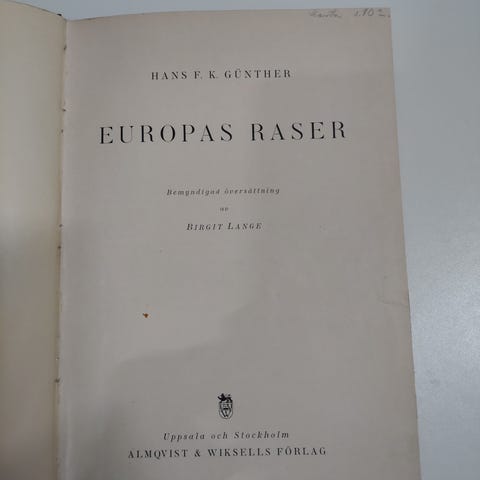 HANS F. K. GÜNTHER
EUROPAS RASER
Bemyndigad översättning
av
BIRGIT LANGE
Uppsala och Stockholm
ALMQVIST & WIKSELLS FÖRLAG